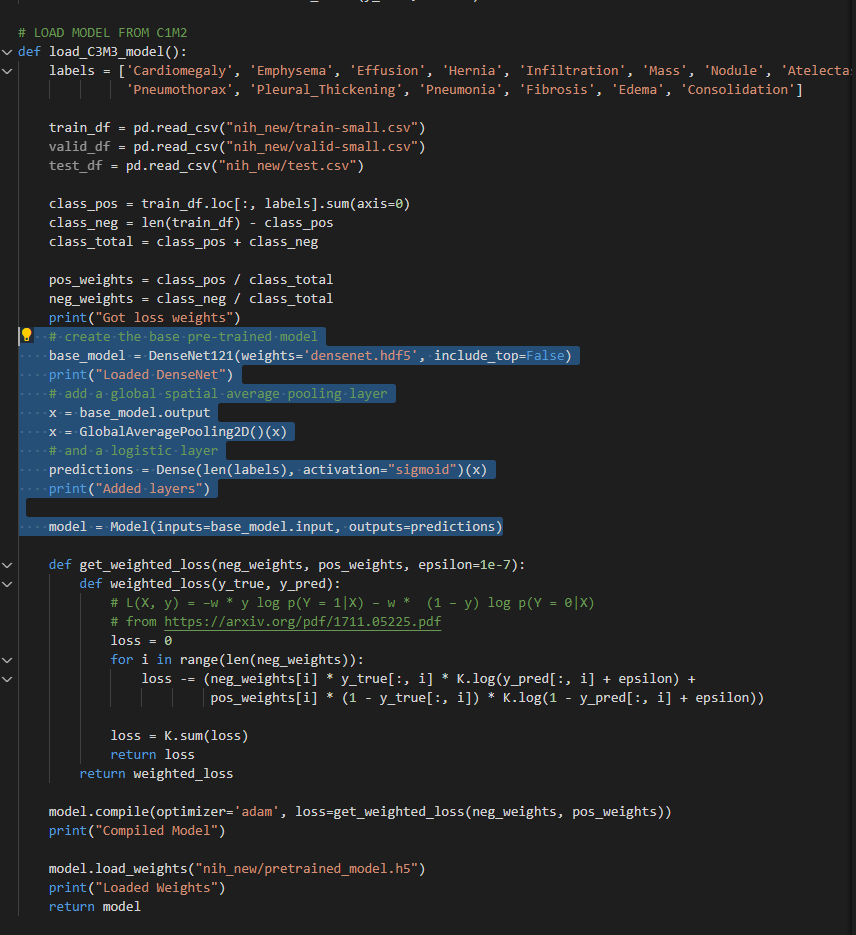 # LOAD MODEL FROM C1M2
def load_C3M3_model():
    labels = ['Cardiomegaly', 'Emphysema', 'Effusion', 'Hernia', 'Infiltration', 'Mass', 'Nodule', 'Atelectas
              'Pneumothorax', 'Pleural_Thickening', 'Pneumonia', 'Fibrosis', 'Edema', 'Consolidation']

    train_df = pd.read_csv("nih_new/train-small.csv")
    valid_df = pd.read_csv("nih_new/valid-small.csv")
    test_df = pd.read_csv("nih_new/test.csv")

    class_pos = train_df.loc[:, labels].sum(axis=0)
    class_neg = len(train_df) - class_pos
    class_total = class_pos + class_neg

    pos_weights = class_pos / class_total
    neg_weights = class_neg / class_total
    print("Got loss weights")
    # create the base pre-trained model
    base_model = DenseNet121(weights='densenet.hdf5', include_top=False)
    print("Loaded DenseNet")
    # add a global spatial average pooling layer
    x = base_model.output
    x = GlobalAveragePooling2D()(x)
    # and a logistic layer
    predictions = Dense(len(labels), activation="sigmoid")(x)
    print("Added layers")

    model = Model(inputs=base_model.input, outputs=predictions)

    def get_weighted_loss(neg_weights, pos_weights, epsilon=1e-7):
        def weighted_loss(y_true, y_pred):
            # L(X, y) = −w * y log p(Y = 1|X) − w *  (1 − y) log p(Y = 0|X)
            # from https://arxiv.org/pdf/1711.05225.pdf
            loss = 0
            for i in range(len(neg_weights)):
                loss -= (neg_weights[i] * y_true[:, i] * K.log(y_pred[:, i] + epsilon) +
                         pos_weights[i] * (1 - y_true[:, i]) * K.log(1 - y_pred[:, i] + epsilon))

            loss = K.sum(loss)
            return loss
        return weighted_loss

    model.compile(optimizer='adam', loss=get_weighted_loss(neg_weights, pos_weights))
    print("Compiled Model")

    model.load_weights("nih_new/pretrained_model.h5")
    print("Loaded Weights")
    return model